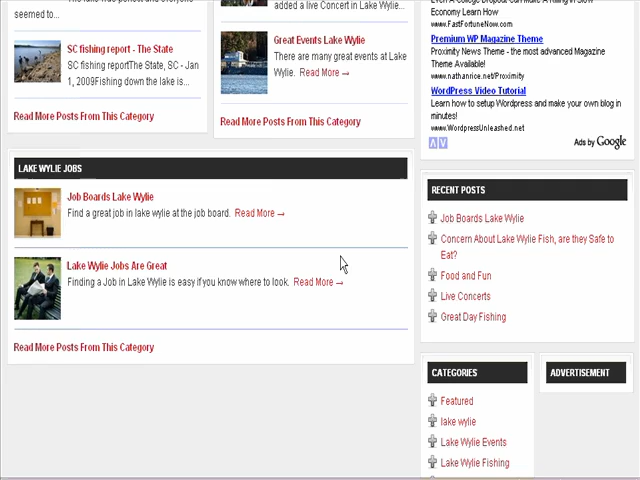 seemed to...
SC fishing report - The State
SC fishing reportThe State, SC - Jan
1, 2009Fishing down the lake is...
Read More Posts From This Category
added a live Concert in Lake Wylie...
Great Events Lake Wylie
There are many great events at Lake
Wylie. Read More →
Read More Posts From This Category
LAKE WYLIE JOBS
Job Boards Lake Wylie
Find a great job in lake wylie at the job board. Read More →
Lake Wylie Jobs Are Great
Finding a Job in Lake Wylie is easy if you know where to look. Read More →
Read More Posts From This Category
Economy Learn How
www.FastFortuneNow.com
Premium WP Magazine Theme
Proximity News Theme - the most advanced Magazine
Theme Available!
www.nathanrice.net/Proximity
WordPress Video Tutorial
Learn how to setup Wordpress and make your own blog in
minutes!
www.WordpressUnleashed.net
Ads by Google
RECENT POSTS
Job Boards Lake Wylie
Concern About Lake Wylie Fish, are they Safe to
Eat?
Food and Fun
Live Concerts
Great Day Fishing
CATEGORIES
Featured
lake wylie
Lake Wylie Events
Lake Wylie Fishing
ADVERTISEMENT